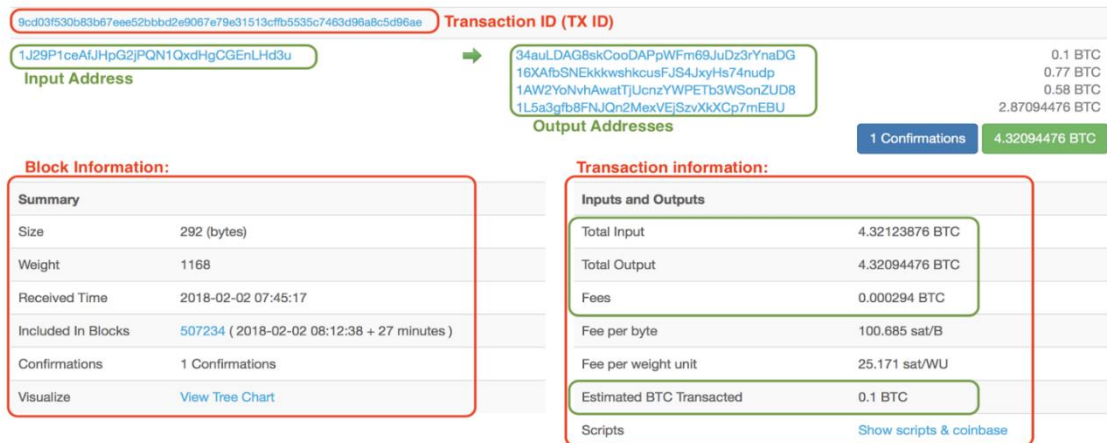 9cd03f530b83b67eee52bbbd2e9067e79e31513cffb5535c7463d96a8c5d96ae Transaction ID (TX ID)
1J29P1ceAfJHpG2jPQN1QxdHgCGEnLHd3u 34auLDAG8skCooDAPpWFm69JuDz3rYnaDG 0.1 BTC
Input Address 16XAfbSNEkkkwshkcusFJS4JxyHs74nudp 0.77 BTC
1AW2YoNvhAwatTjUcnzYWPETb3WSonZUD8 0.58 BTC
1L5a3gfb8FNJQn2MexVEjSzvXkXCp7mEBU 2.87094476 BTC
Output Addresses
1 Confirmations 4.32094476 BTC
Block Information:
Summary
Size 292 (bytes)
Weight 1168
Received Time 2018-02-02 07:45:17
Included In Blocks 507234 ( 2018-02-02 08:12:38 + 27 minutes )
Confirmations 1 Confirmations
Visualize View Tree Chart
Transaction information:
Inputs and Outputs
Total Input 4.32123876 BTC
Total Output 4.32094476 BTC
Fees 0.000294 BTC
Fee per byte 100.685 sat/B
Fee per weight unit 25.171 sat/WU
Estimated BTC Transacted 0.1 BTC
Scripts Show scripts & coinbase